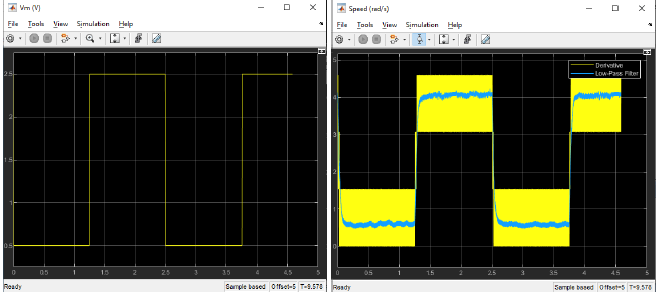 Vm (V)
File Tools View Simulation Help
2.5
2
1.5
1
0.5
0 0.5 1 1.5 2 2.5 3 3.5 4 4.5 5
Ready Sample based Offset=5 T=9.578
Speed (rad/s)
File Tools View Simulation Help
Derivative
Low-Pass Filter
5
4
3
2
1
0
0 0.5 1 1.5 2 2.5 3 3.5 4 4.5 5
Ready Sample based Offset=5 T=9.578